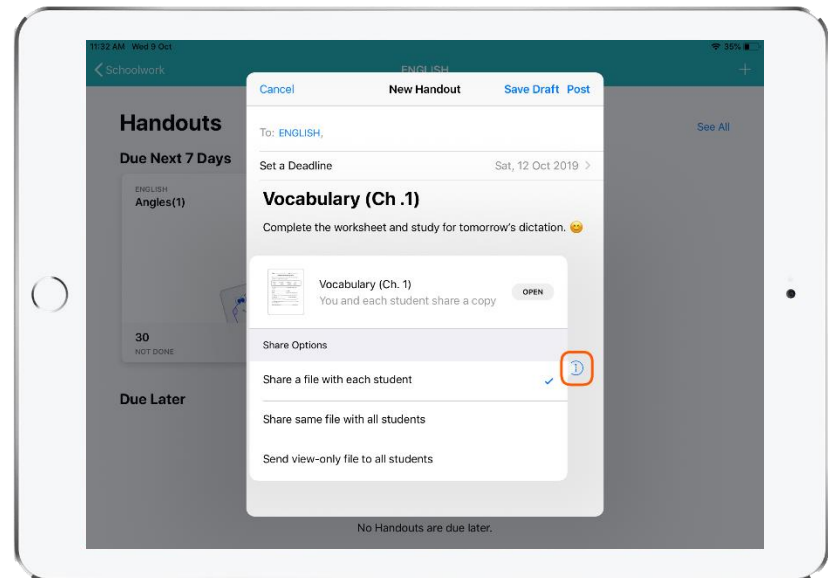 11:32 AM Wed 9 Oct
35%
Schoolwork
ENGLISH
Cancel
New Handout
Save Draft Post
Handouts
See All
To: ENGLISH,
Due Next 7 Days
Set a Deadline
Sat, 12 Oct 2019
ENGLISH
Angles(1)
Vocabulary (Ch .1)
Complete the worksheet and study for tomorrow's dictation. 😊
Vocabulary (Ch. 1)
You and each student share a copy
OPEN
30
NOT DONE
Share Options
Share a file with each student
Due Later
Share same file with all students
Send view-only file to all students
No Handouts are due later.